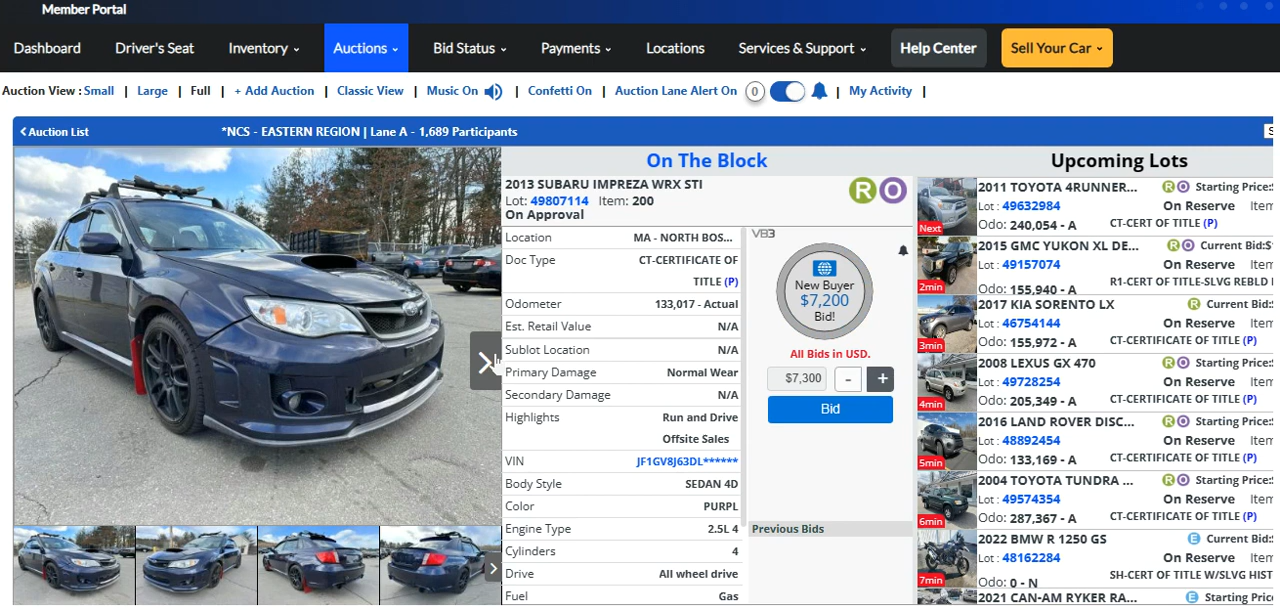 Member Portal
Dashboard Driver's Seat Inventory Auctions Bid Status Payments Locations Services & Support Help Center Sell Your Car
Auction View : Small | Large | Full | + Add Auction | Classic View | Music On | Confetti On | Auction Lane Alert On 0 | My Activity |
Auction List *NCS - EASTERN REGION | Lane A - 1,689 Participants S
On The Block
2013 SUBARU IMPREZA WRX STI
Lot: 49807114 Item: 200
On Approval
R O
Location MA - NORTH BOS...
Doc Type CT-CERTIFICATE OF
TITLE (P)
Odometer 133,017 - Actual
Est. Retail Value N/A
Sublot Location N/A
Primary Damage Normal Wear
Secondary Damage N/A
Highlights Run and Drive
Offsite Sales
VIN JF1GV8J63DL******
Body Style SEDAN 4D
Color PURPL
Engine Type 2.5L 4
Cylinders 4
Drive All wheel drive
Fuel Gas
VB3
New Buyer
$7,200
Bid!
All Bids in USD.
$7,300 - +
Bid
Previous Bids
Upcoming Lots
2011 TOYOTA 4RUNNER... R O Starting Price:
Lot : 49632984 On Reserve Item
Next Odo: 240,054 - A CT-CERT OF TITLE (P)
2015 GMC YUKON XL DE... R O Current Bid:$
Lot : 49157074 On Reserve Item
2min Odo: 155,940 - A R1-CERT OF TITLE-SLVG REBLD
2017 KIA SORENTO LX R Current Bid:
Lot : 46754144 On Reserve Item
3min Odo: 155,972 - A CT-CERTIFICATE OF TITLE (P)
2008 LEXUS GX 470 R O Starting Price:
Lot : 49728254 On Reserve Item
4min Odo: 205,349 - A CT-CERTIFICATE OF TITLE (P)
2016 LAND ROVER DISC... R O Starting Price:
Lot : 48892454 On Reserve Item
5min Odo: 133,169 - A CT-CERTIFICATE OF TITLE (P)
2004 TOYOTA TUNDRA ... R O Starting Price:
Lot : 49574354 On Reserve Item
6min Odo: 287,367 - A CT-CERTIFICATE OF TITLE (P)
2022 BMW R 1250 GS E Current Bid:
Lot : 48162284 On Reserve Item
7min Odo: 0 - N SH-CERT OF TITLE W/SLVG HIST
2021 CAN-AM RYKER RA... E Starting Price